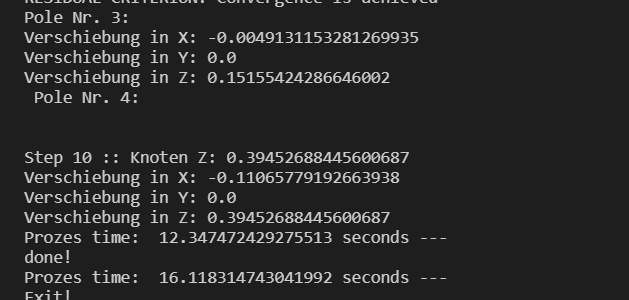 RESIDUAL CRITERION: Convergence is achieved
Pole Nr. 3:
Verschiebung in X: -0.0049131153281269935
Verschiebung in Y: 0.0
Verschiebung in Z: 0.15155424286646002
Pole Nr. 4:
Step 10 :: Knoten Z: 0.39452688445600687
Verschiebung in X: -0.11065779192663938
Verschiebung in Y: 0.0
Verschiebung in Z: 0.39452688445600687
Prozes time:  12.347472429275513 seconds ---
done!
Prozes time:  16.118314743041992 seconds ---
Exit!